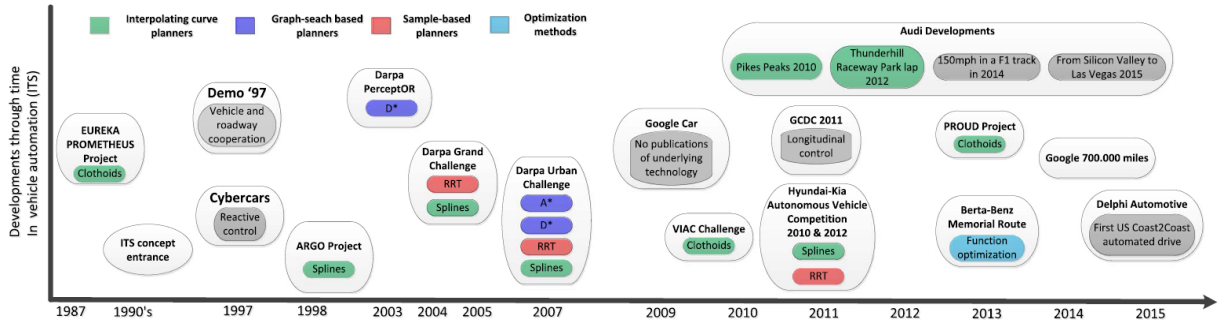 Interpolating curve
planners
Graph-seach based
planners
Sample-based
planners
Optimization
methods
Developments through time
In vehicle automation (ITS)
EUREKA
PROMETHEUS
Project
Clothoids
ITS concept
entrance
Demo ‘97
Vehicle and
roadway
cooperation
Cybercars
Reactive
control
ARGO Project
Splines
Darpa
PerceptOR
D*
Darpa Grand
Challenge
RRT
Splines
Darpa Urban
Challenge
A*
D*
RRT
Splines
Google Car
No publications
of underlying
technology
VIAC Challenge
Clothoids
Audi Developments
Pikes Peaks 2010
Thunderhill
Raceway Park lap
2012
150mph in a F1 track
in 2014
From Silicon Valley to
Las Vegas 2015
GCDC 2011
Longitudinal
control
Hyundai-Kia
Autonomous Vehicle
Competition
2010 & 2012
Splines
RRT
PROUD Project
Clothoids
Berta-Benz
Memorial Route
Function
optimization
Google 700.000 miles
Delphi Automotive
First US Coast2Coast
automated drive
1987
1990's
1997
1998
2003
2004
2005
2007
2009
2010
2011
2012
2013
2014
2015